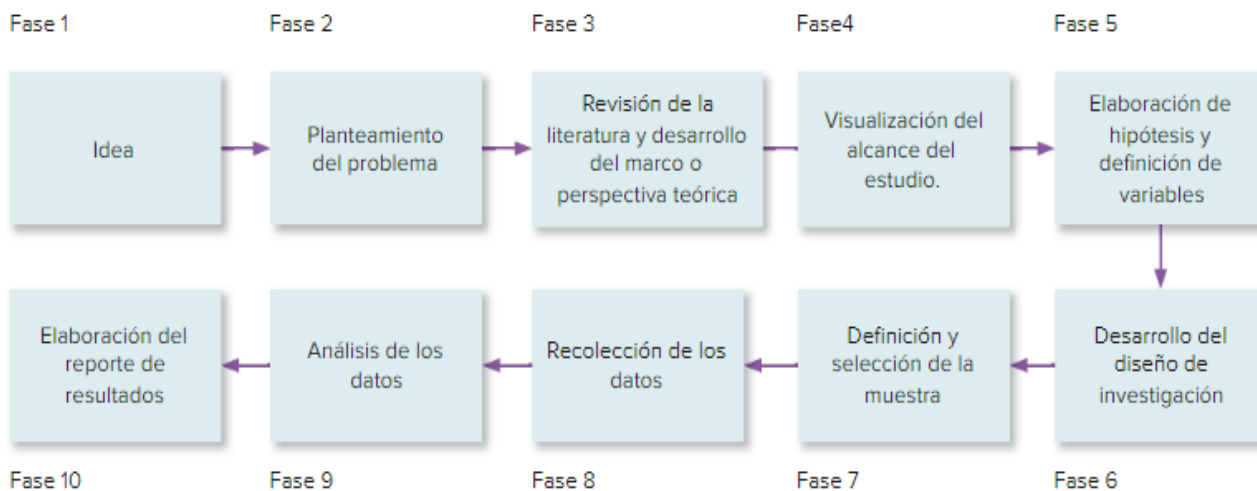 Fase 1
Fase 2
Fase 3
Fase4
Fase 5
Idea
Planteamiento
del problema
Revisión de la
literatura y desarrollo
del marco o
perspectiva teórica
Visualización del
alcance del
estudio.
Elaboración de
hipótesis y
definición de
variables
Elaboración del
reporte de
resultados
Análisis de los
datos
Recolección de los
datos
Definición y
selección de la
muestra
Desarrollo del
diseño de
investigación
Fase 10
Fase 9
Fase 8
Fase 7
Fase 6